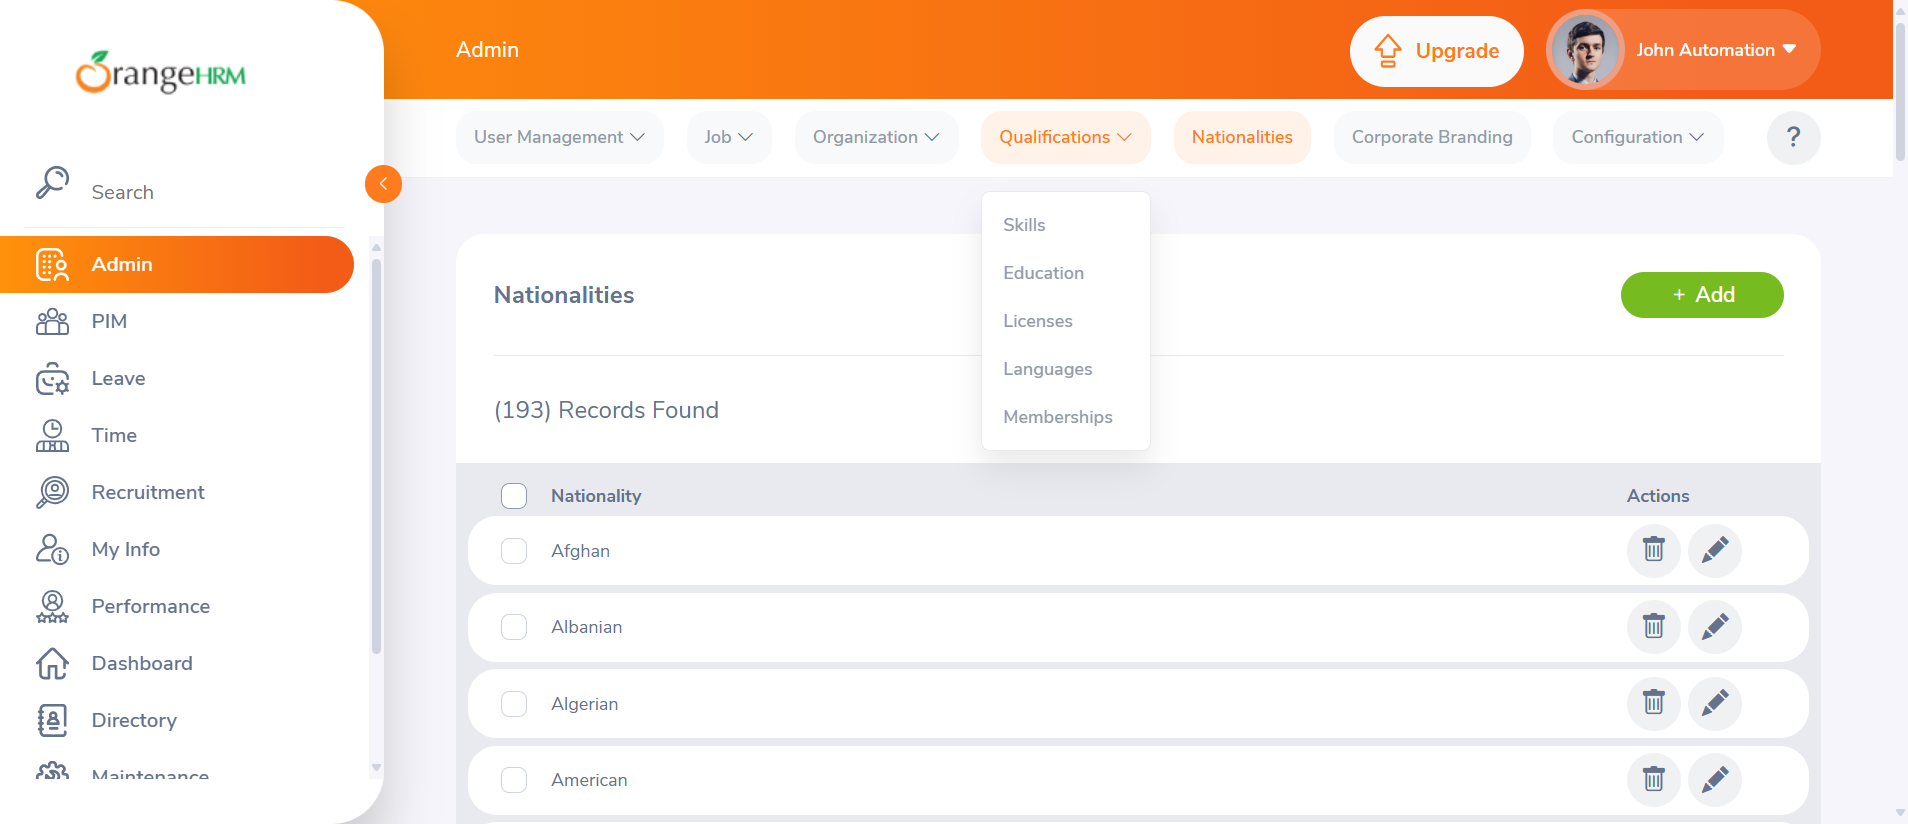 OrangeHRM
Admin
Upgrade
John Automation
User Management
Job
Organization
Qualifications
Nationalities
Corporate Branding
Configuration
?
Search
Admin
PIM
Leave
Time
Recruitment
My Info
Performance
Dashboard
Directory
Maintenance
Skills
Education
Licenses
Languages
Memberships
Nationalities
+ Add
(193) Records Found
Nationality
Actions
Afghan
Albanian
Algerian
American